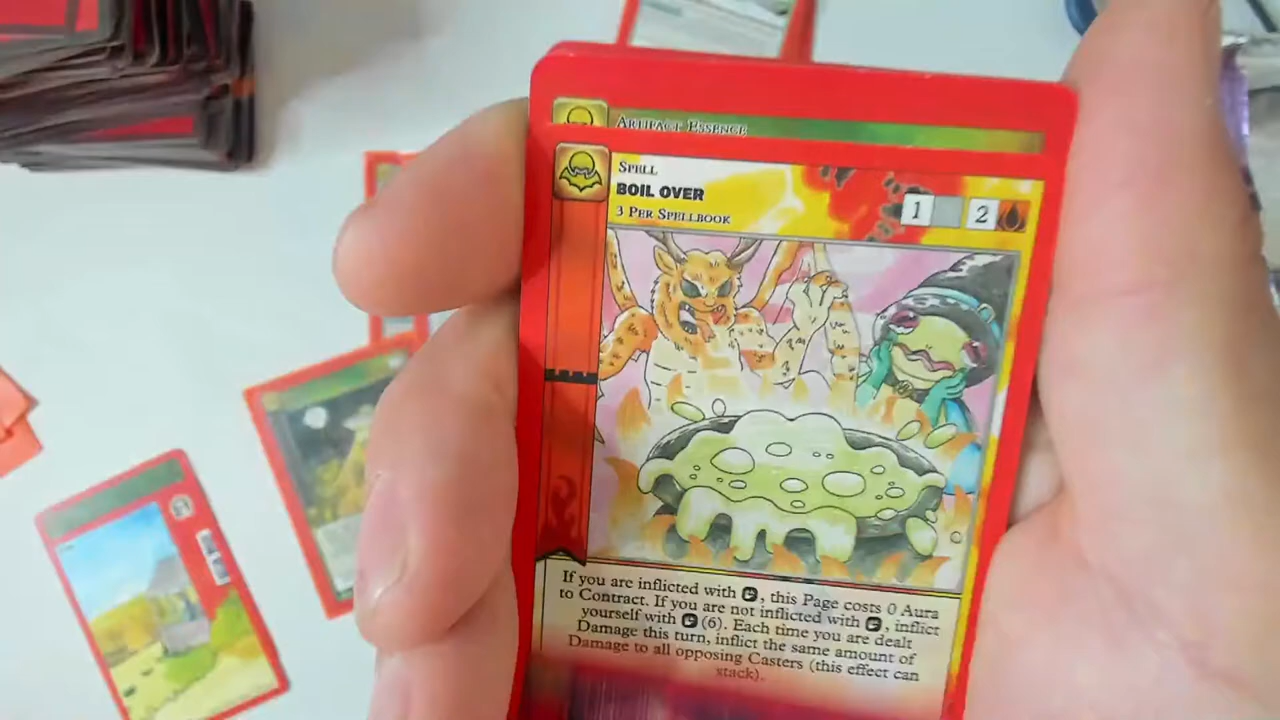 ARTIFACT ESSENCE
SPELL
BOIL OVER
3 PER SPELLBOOK
1 2
If you are inflicted with , this Page costs 0 Aura
to Contract. If you are not inflicted with , inflict
yourself with (6). Each time you are dealt
Damage this turn, inflict the same amount of
Damage to all opposing Casters (this effect can
stack).